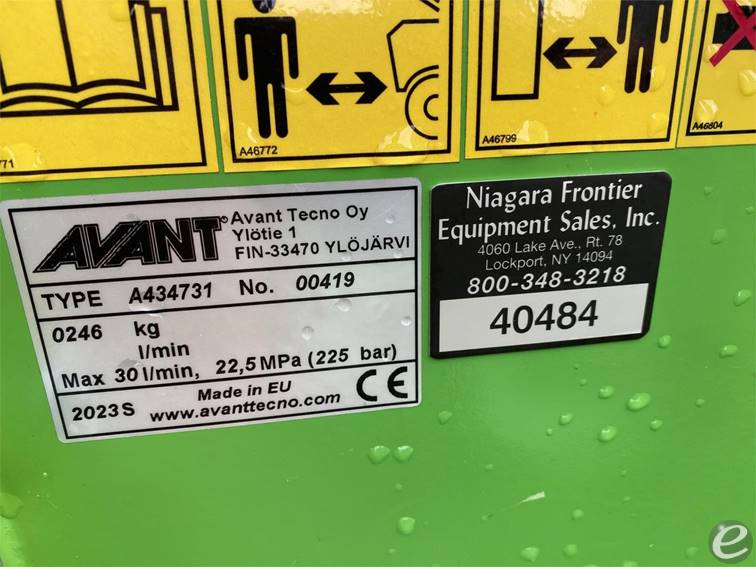 771
A46772
A46799
A46804
AVANT®
Avant Tecno Oy
Ylötie 1
FIN-33470 YLÖJÄRVI
TYPE A434731 No. 00419
0246 kg
l/min
Max 30 l/min, 22,5 MPa (225 bar)
2023S Made in EU
www.avanttecno.com CE
Niagara Frontier
Equipment Sales, Inc.
4060 Lake Ave., Rt. 78
Lockport, NY 14094
800-348-3218
40484
e